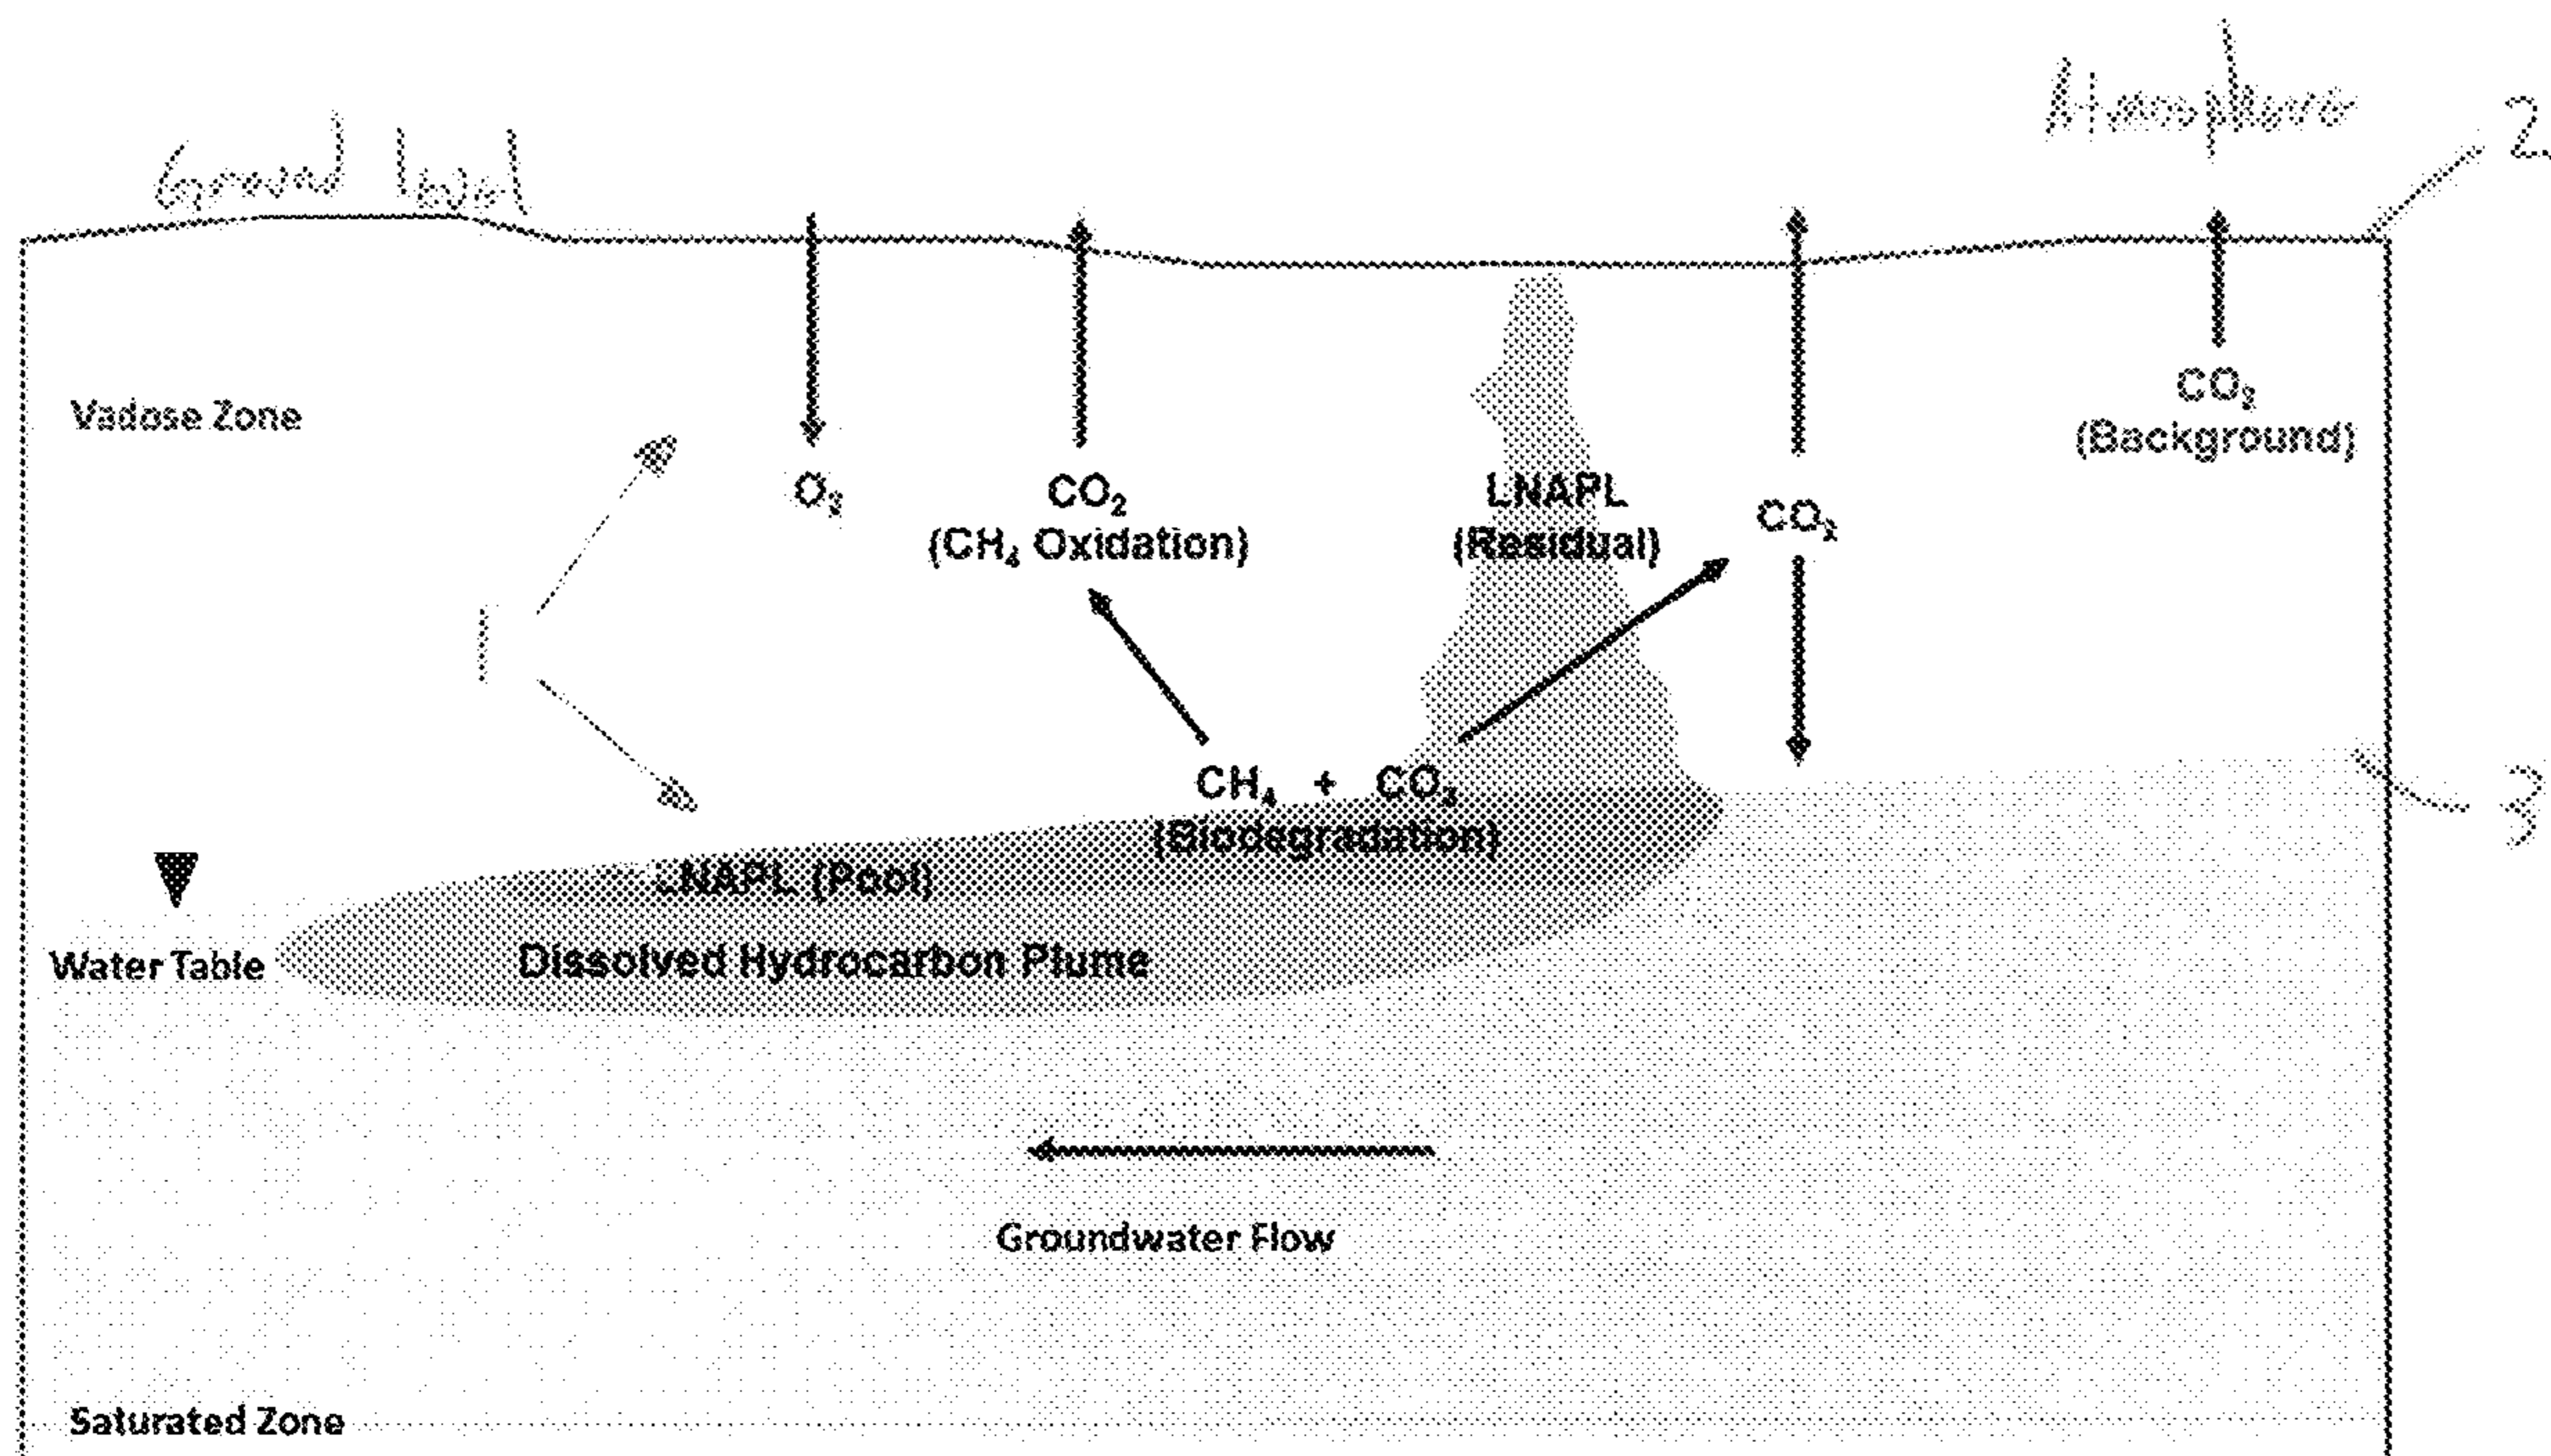 Atmosphere
2
Ground level
Vadose Zone
O₂
CO₂
(CH₄ Oxidation)
LNAPL
(Residual)
CO₂
CO₂
(Background)
1
CH₄ + CO₂
(Biodegradation)
3
LNAPL (Pool)
Water Table
Dissolved Hydrocarbon Plume
Groundwater Flow
Saturated Zone